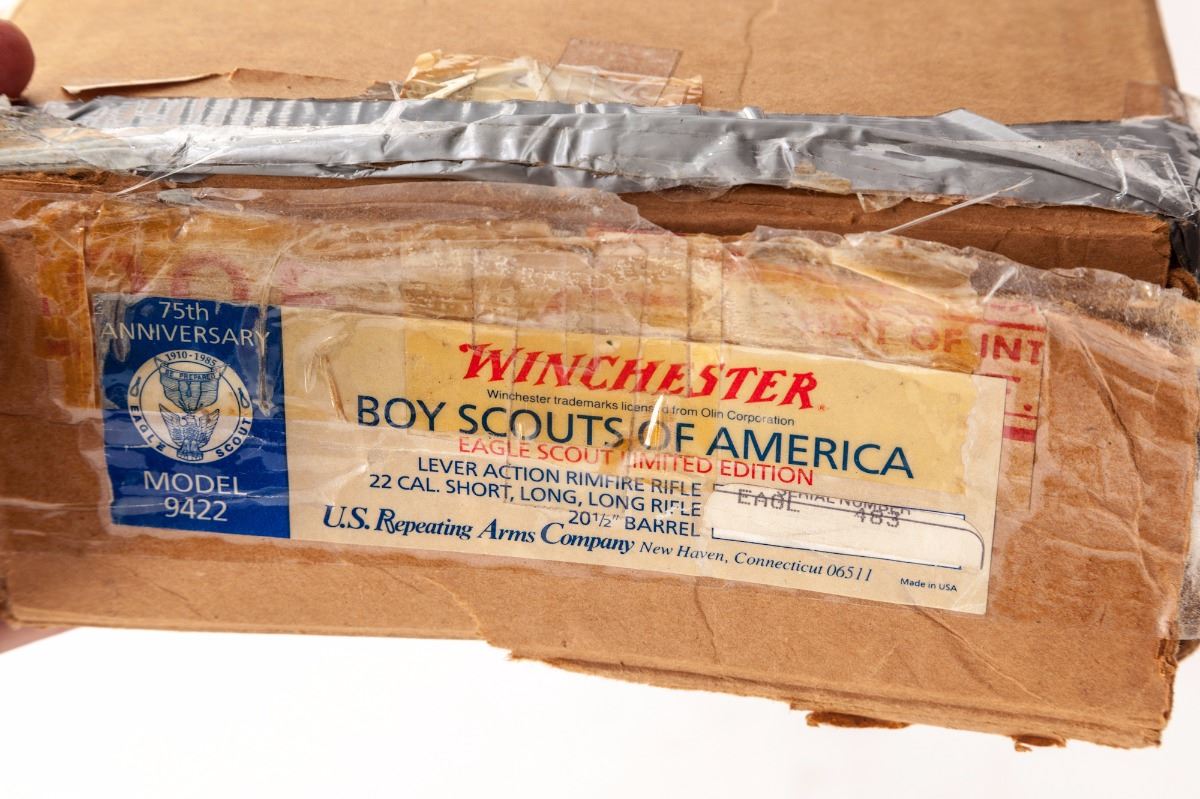 75th
ANNIVERSARY
1910-1985
BE PREPARED
EAGLE SCOUT
MODEL
9422
WINCHESTER
Winchester trademarks licensed from Olin Corporation
BOY SCOUTS OF AMERICA
EAGLE SCOUT LIMITED EDITION
LEVER ACTION RIMFIRE RIFLE
22 CAL. SHORT, LONG, LONG RIFLE
20½" BARREL
SERIAL NUMBER
EAGL 483
U.S. Repeating Arms Company New Haven, Connecticut 06511
Made in USA
OF INT